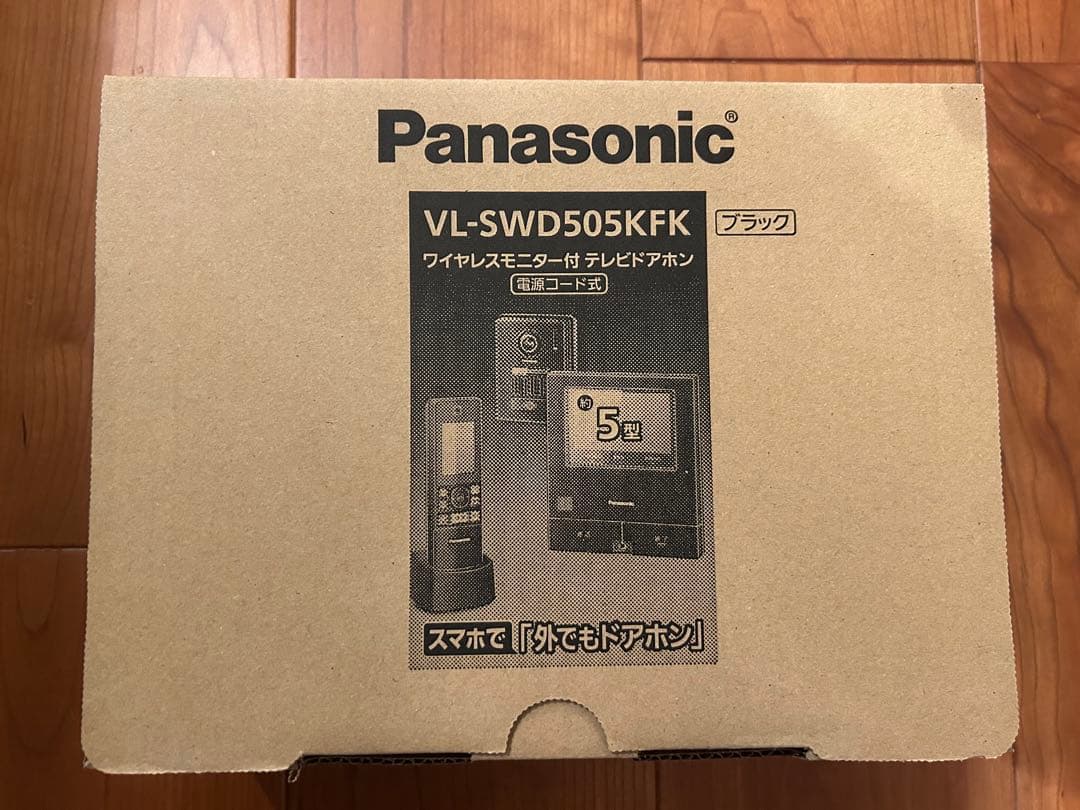 Panasonic®
VL-SWD505KFK ブラック
ワイヤレスモニター付 テレビドアホン
電源コード式
約5型
Panasonic
スマホで「外でもドアホン」